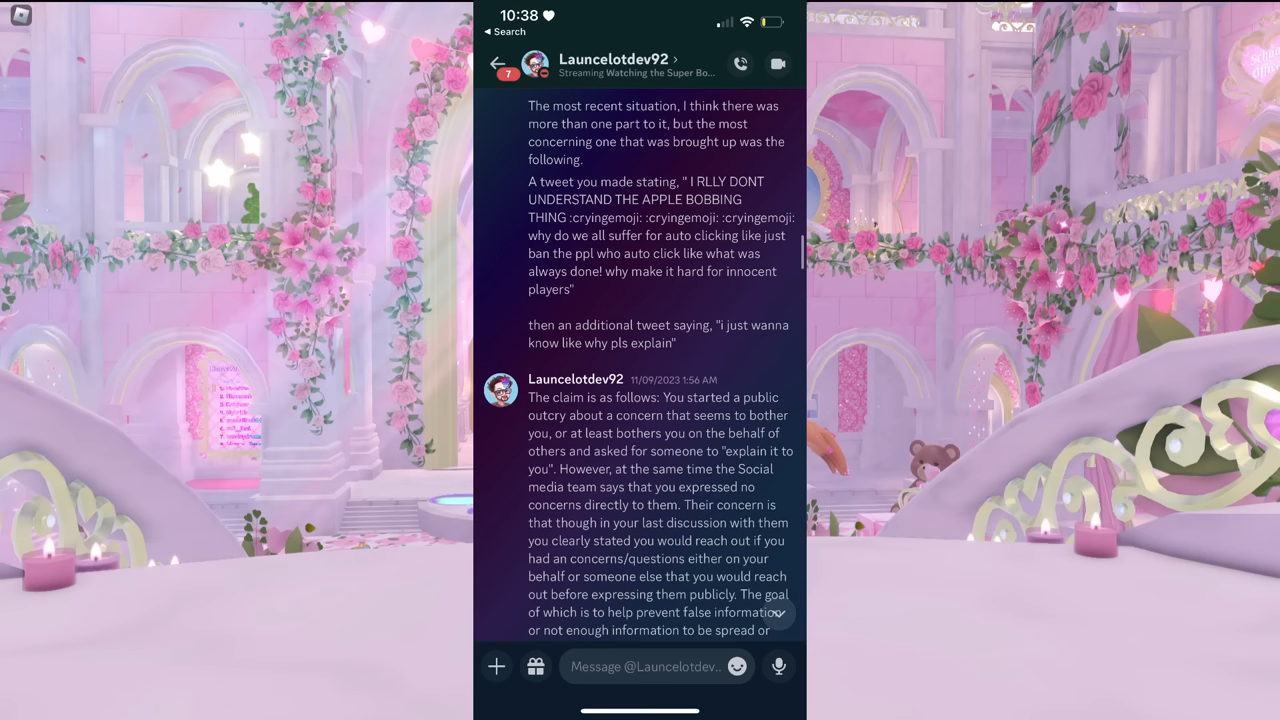 10:38
◄ Search
7
Launcelotdev92 ›
Streaming Watching the Super Bo...
The most recent situation, I think there was
more than one part to it, but the most
concerning one that was brought up was the
following.
A tweet you made stating, " I RLLY DONT
UNDERSTAND THE APPLE BOBBING
THING :cryingemoji: :cryingemoji: :cryingemoji:
why do we all suffer for auto clicking like just
ban the ppl who auto click like what was
always done! why make it hard for innocent
players"
then an additional tweet saying, "i just wanna
know like why pls explain"
Launcelotdev92 11/09/2023 1:56 AM
The claim is as follows: You started a public
outcry about a concern that seems to bother
you, or at least bothers you on the behalf of
others and asked for someone to "explain it to
you". However, at the same time the Social
media team says that you expressed no
concerns directly to them. Their concern is
that though in your last discussion with them
you clearly stated you would reach out if you
had an concerns/questions either on your
behalf or someone else that you would reach
out before expressing them publicly. The goal
of which is to help prevent false information
or not enough information to be spread or
Message @Launcelotdev..